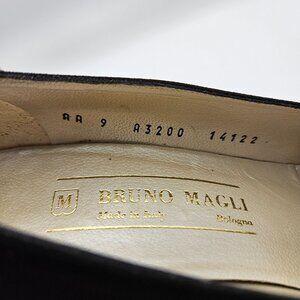 AA 9 A3200 14122
M BRUNO MAGLI
Made in Italy Bologna